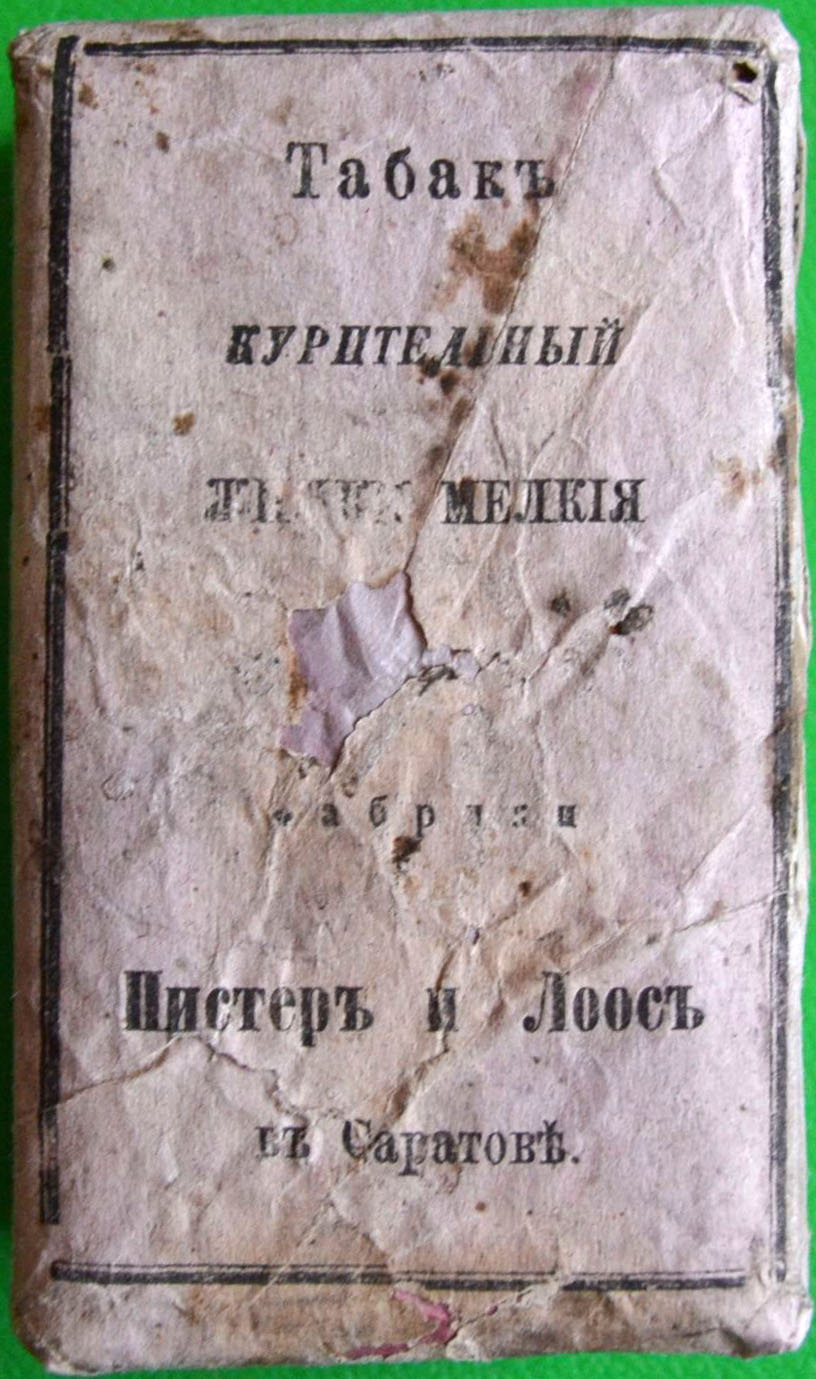 Табакъ
КУРИТЕЛЬНЫЙ
МЕЛКІЯ
фабрики
Пистеръ и Лоосъ
въ Саратовѣ.